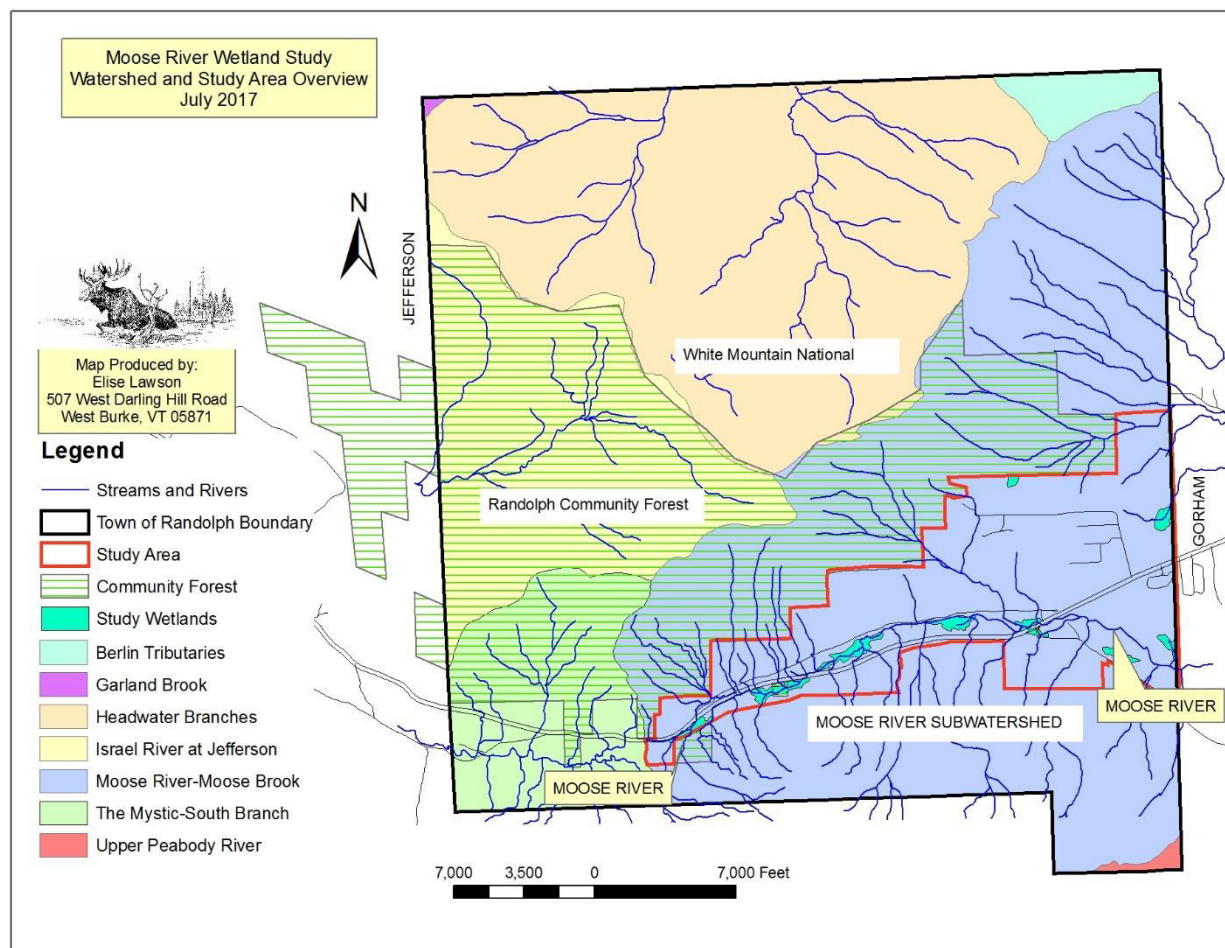 Moose River Wetland Study
Watershed and Study Area Overview
July 2017
N
JEFFERSON
Map Produced by:
Elise Lawson
507 West Darling Hill Road
West Burke, VT 05871
Legend
Streams and Rivers
Town of Randolph Boundary
Study Area
Community Forest
Study Wetlands
Berlin Tributaries
Garland Brook
Headwater Branches
Israel River at Jefferson
Moose River-Moose Brook
The Mystic-South Branch
Upper Peabody River
White Mountain National
Randolph Community Forest
GORHAM
MOOSE RIVER
MOOSE RIVER SUBWATERSHED
MOOSE RIVER
7,000 3,500 0 7,000 Feet